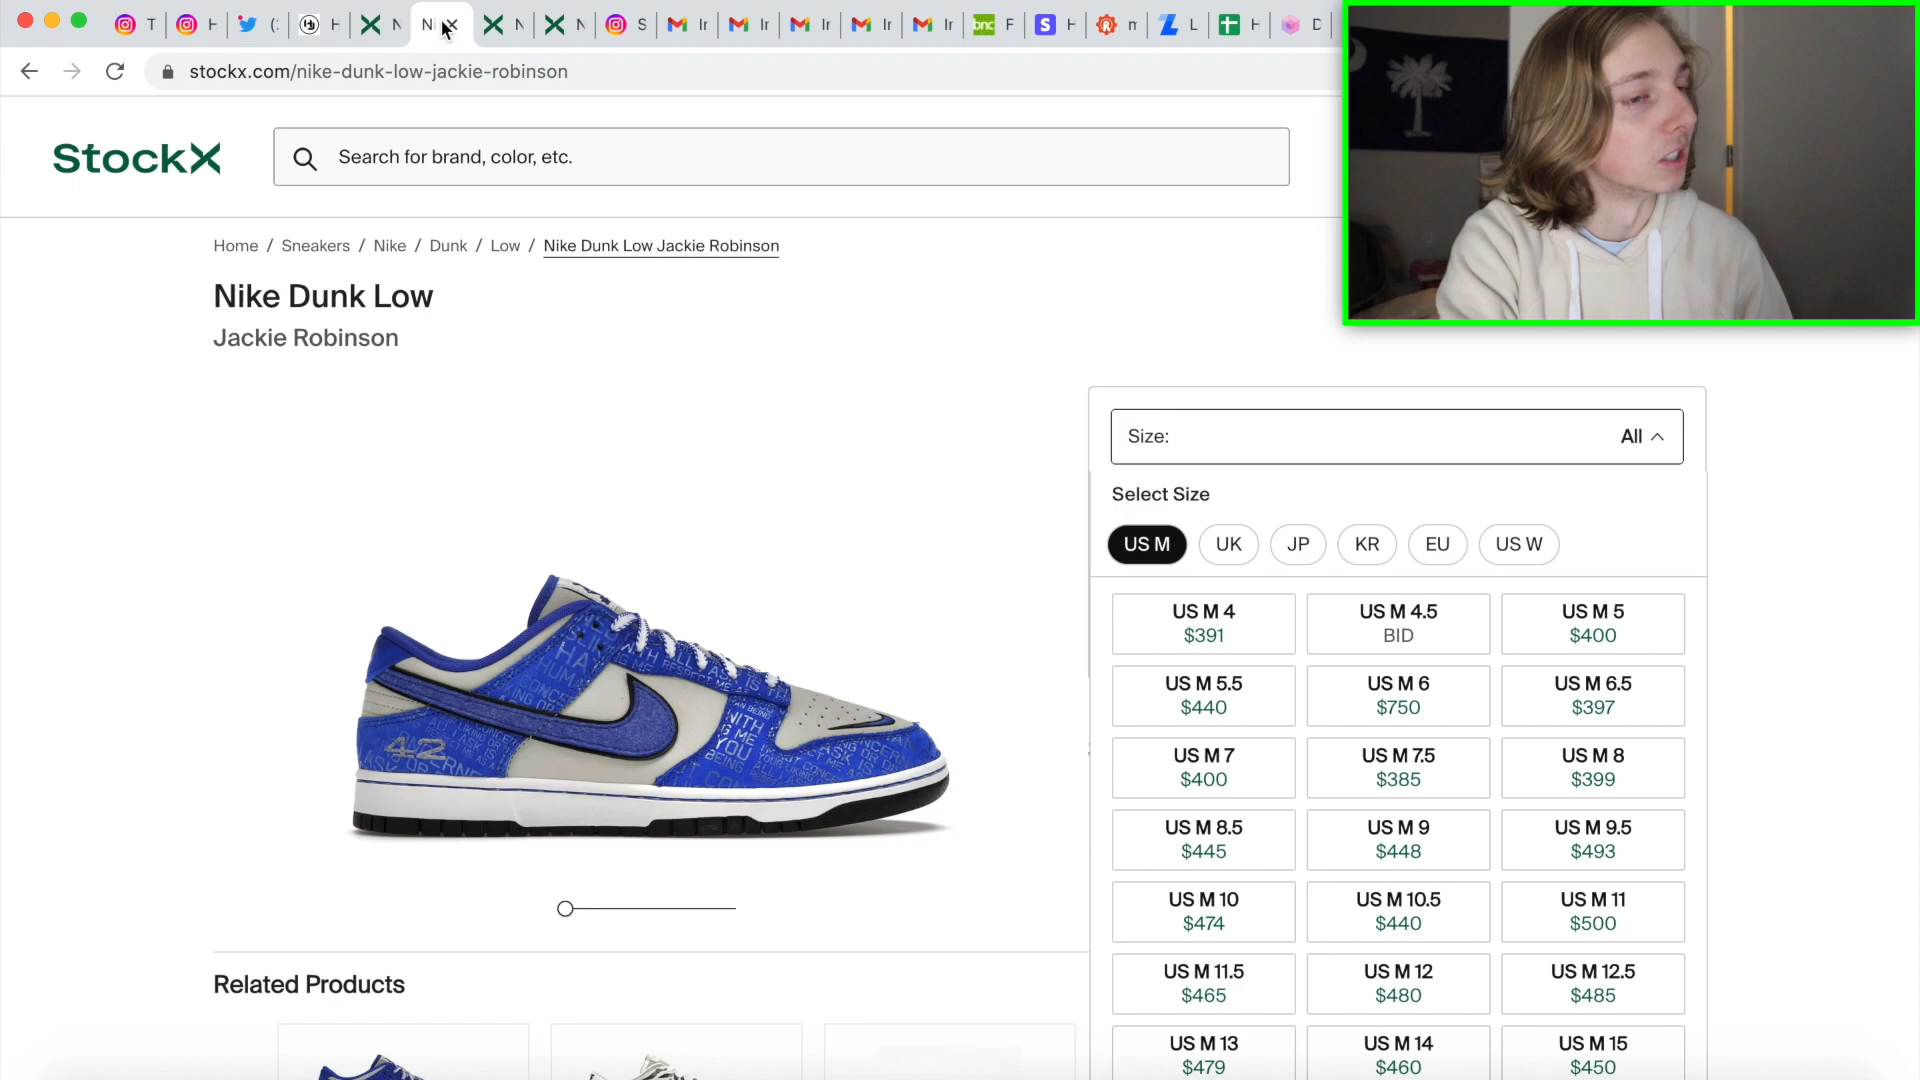 stockx.com/nike-dunk-low-jackie-robinson
StockX
Search for brand, color, etc.
Home / Sneakers / Nike / Dunk / Low / Nike Dunk Low Jackie Robinson
Nike Dunk Low
Jackie Robinson
42
WITH
ME
YOU
BEING
Size: All
Select Size
US M UK JP KR EU US W
US M 4 US M 4.5 US M 5
$391 BID $400
US M 5.5 US M 6 US M 6.5
$440 $750 $397
US M 7 US M 7.5 US M 8
$400 $385 $399
US M 8.5 US M 9 US M 9.5
$445 $448 $493
US M 10 US M 10.5 US M 11
$474 $440 $500
US M 11.5 US M 12 US M 12.5
$465 $480 $485
US M 13 US M 14 US M 15
$479 $460 $450
Related Products